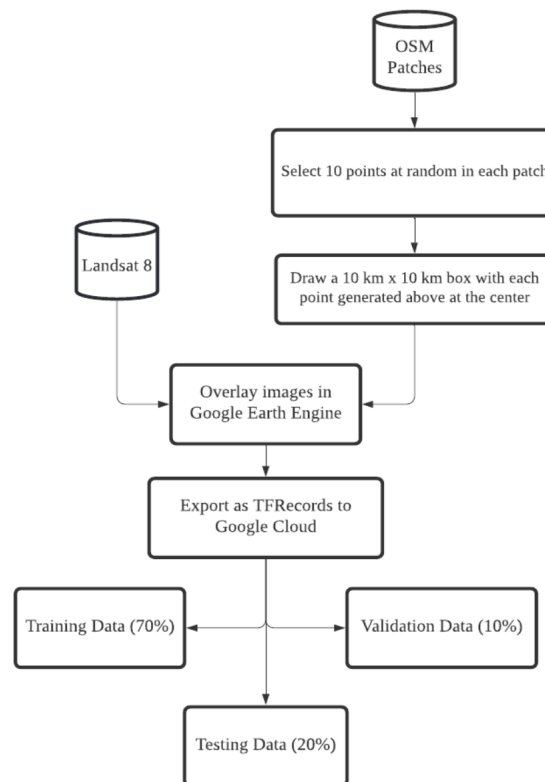 OSM
Patches
Select 10 points at random in each patch
Landsat 8
Draw a 10 km x 10 km box with each
point generated above at the center
Overlay images in
Google Earth Engine
Export as TFRecords to
Google Cloud
Training Data (70%)
Validation Data (10%)
Testing Data (20%)